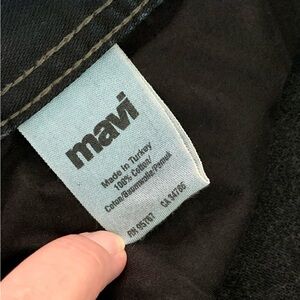 mavi
Made in Turkey
100% Cotton/
Coton/Baumwolle/Pamuk
RN 95767 CA 34786